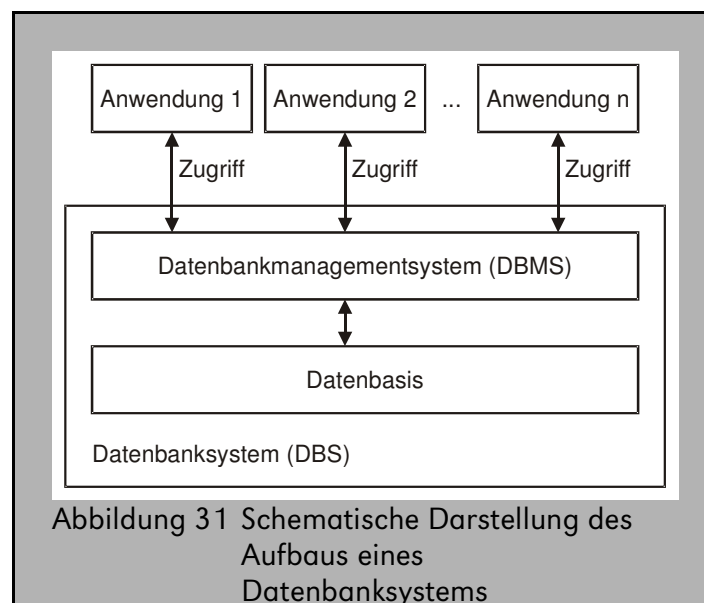 Anwendung 1 Anwendung 2 ... Anwendung n
Zugriff Zugriff Zugriff
Datenbankmanagementsystem (DBMS)
Datenbasis
Datenbanksystem (DBS)
Abbildung 31 Schematische Darstellung des
Aufbaus eines
Datenbanksystems